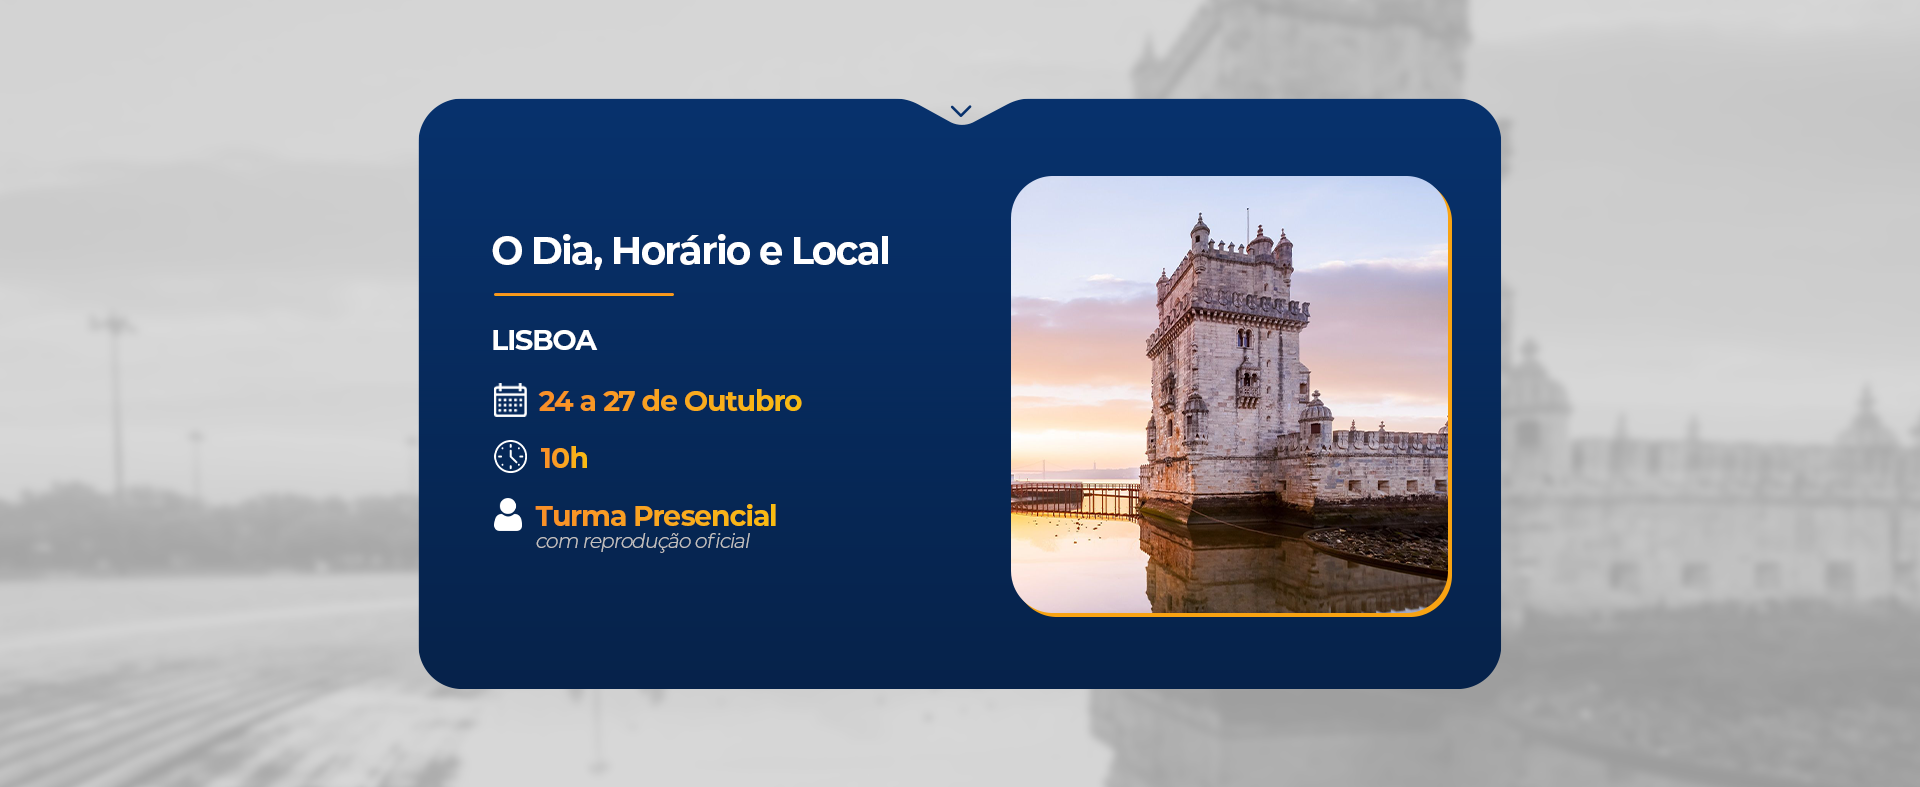 O Dia, Horário e Local
LISBOA
24 a 27 de Outubro
10h
Turma Presencial
com reprodução oficial